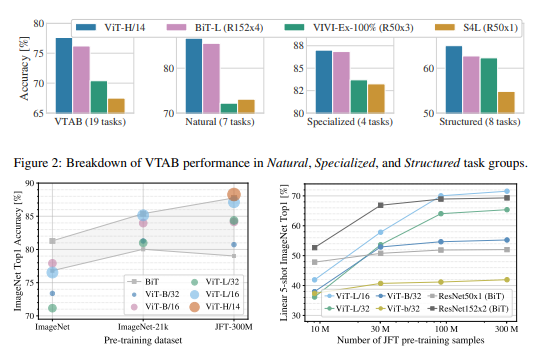 ViT-H/14 BiT-L (R152x4) VIVI-Ex-100% (R50x3) S4L (R50x1)
Accuracy [%]
80
75
70
65
VTAB (19 tasks)
80
70
Natural (7 tasks)
88
85
82
80
Specialized (4 tasks)
60
50
Structured (8 tasks)
Figure 2: Breakdown of VTAB performance in Natural, Specialized, and Structured task groups.
ImageNet Top1 Accuracy [%]
90
85
80
75
70
BiT ViT-L/32
ViT-B/32 ViT-L/16
ViT-B/16 ViT-H/14
ImageNet ImageNet-21k JFT-300M
Pre-training dataset
Linear 5-shot ImageNet Top1 [%]
70
60
50
40
30
ViT-L/16 ViT-B/32 ResNet50x1 (BiT)
ViT-L/32 ViT-b/32 ResNet152x2 (BiT)
10 M 30 M 100 M 300 M
Number of JFT pre-training samples